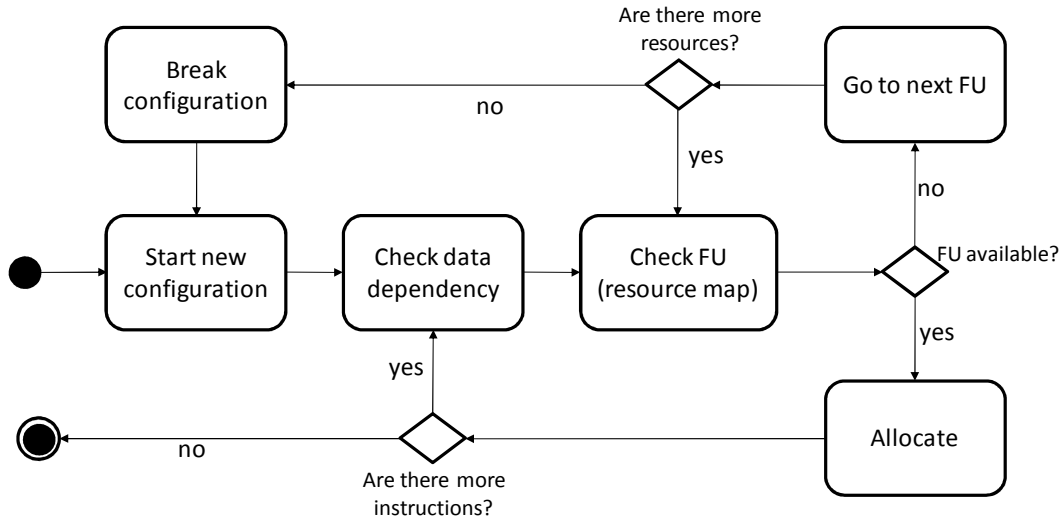 Are there more
resources?
Break
configuration
Go to next FU
no
yes
no
Start new
configuration
Check data
dependency
Check FU
(resource map)
FU available?
yes
yes
Allocate
no
Are there more
instructions?